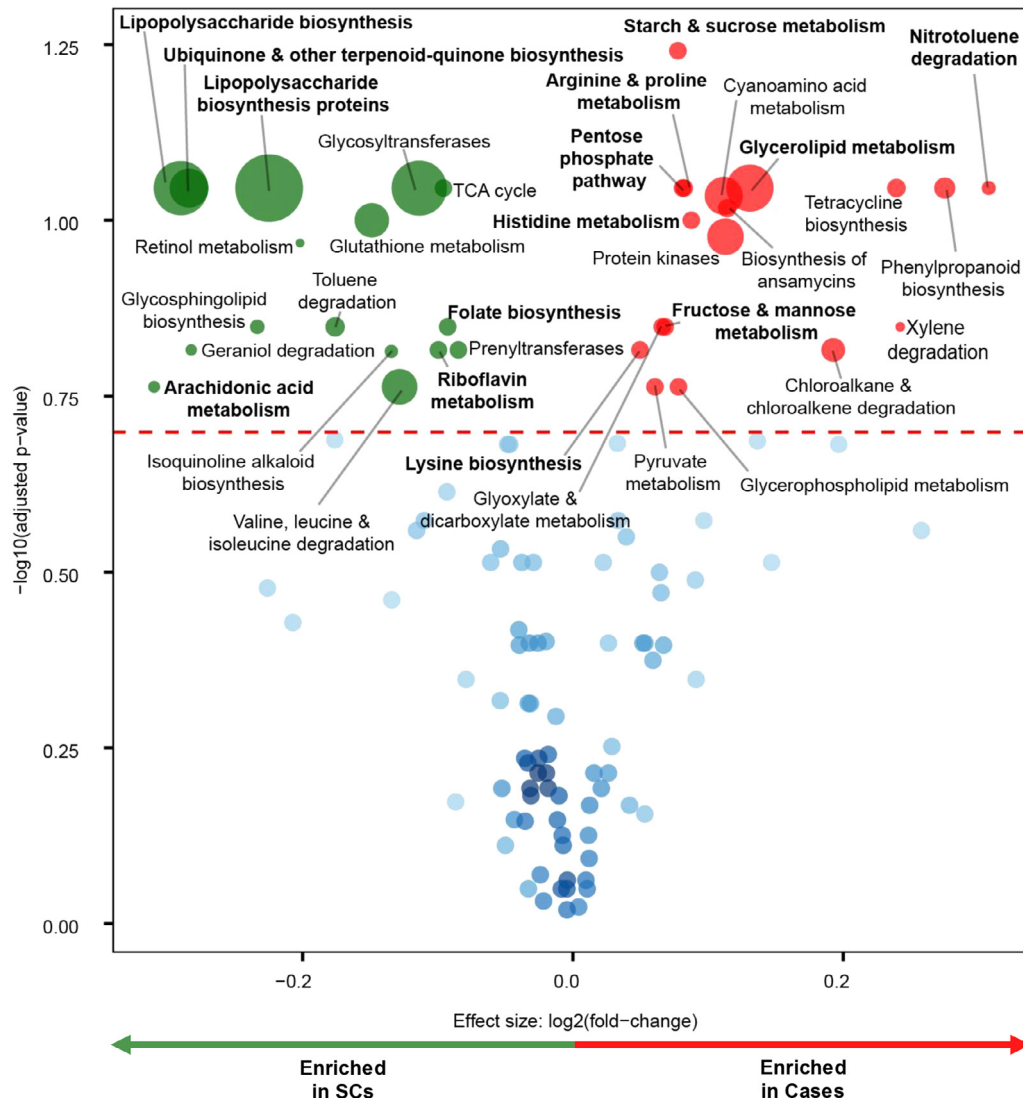 Lipopolysaccharide biosynthesis
Starch & sucrose metabolism
1.25
Nitrotoluene
degradation
Ubiquinone & other terpenoid-quinone biosynthesis
Lipopolysaccharide
biosynthesis proteins
Arginine & proline
metabolism
Cyanoamino acid
metabolism
Glycosyltransferases
Pentose
phosphate
pathway
Glycerolipid metabolism
TCA cycle
Tetracycline
biosynthesis
1.00
Histidine metabolism
Retinol metabolism
Glutathione metabolism
Protein kinases
Biosynthesis of
ansamycins
Phenylpropanoid
biosynthesis
Toluene
degradation
Glycosphingolipid
biosynthesis
Folate biosynthesis
Fructose & mannose
metabolism
Xylene
degradation
Geraniol degradation
Prenyltransferases
Arachidonic acid
metabolism
Riboflavin
metabolism
Chloroalkane &
chloroalkene degradation
0.75
Isoquinoline alkaloid
biosynthesis
Lysine biosynthesis
Pyruvate
metabolism
Glycerophospholipid metabolism
Glyoxylate &
dicarboxylate metabolism
Valine, leucine &
isoleucine degradation
−log10(adjusted p-value)
0.50
0.25
0.00
−0.2
0.0
0.2
Effect size: log2(fold−change)
Enriched
in SCs
Enriched
in Cases